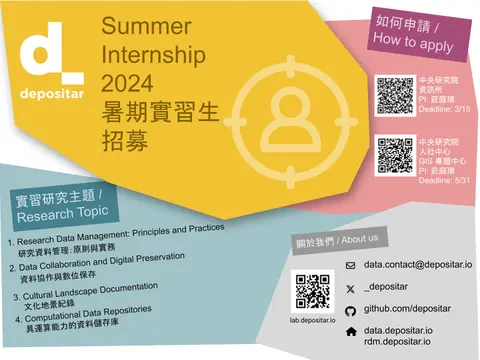 depositar
Summer
Internship
2024
暑期實習生
招募
如何申請 /
How to apply
中央研究院
資訊所
PI: 莊庭瑞
Deadline: 3/15
中央研究院
人社中心
GIS 專題中心
PI: 莊庭瑞
Deadline: 5/31
實習研究主題 /
Research Topic
1. Research Data Management: Principles and Practices
研究資料管理：原則與實務
2. Data Collaboration and Digital Preservation
資料協作與數位保存
3. Cultural Landscape Documentation
文化地景紀錄
4. Computational Data Repositories
具運算能力的資料儲存庫
關於我們 / About us
lab.depositar.io
data.contact@depositar.io
_depositar
github.com/depositar
data.depositar.io
rdm.depositar.io